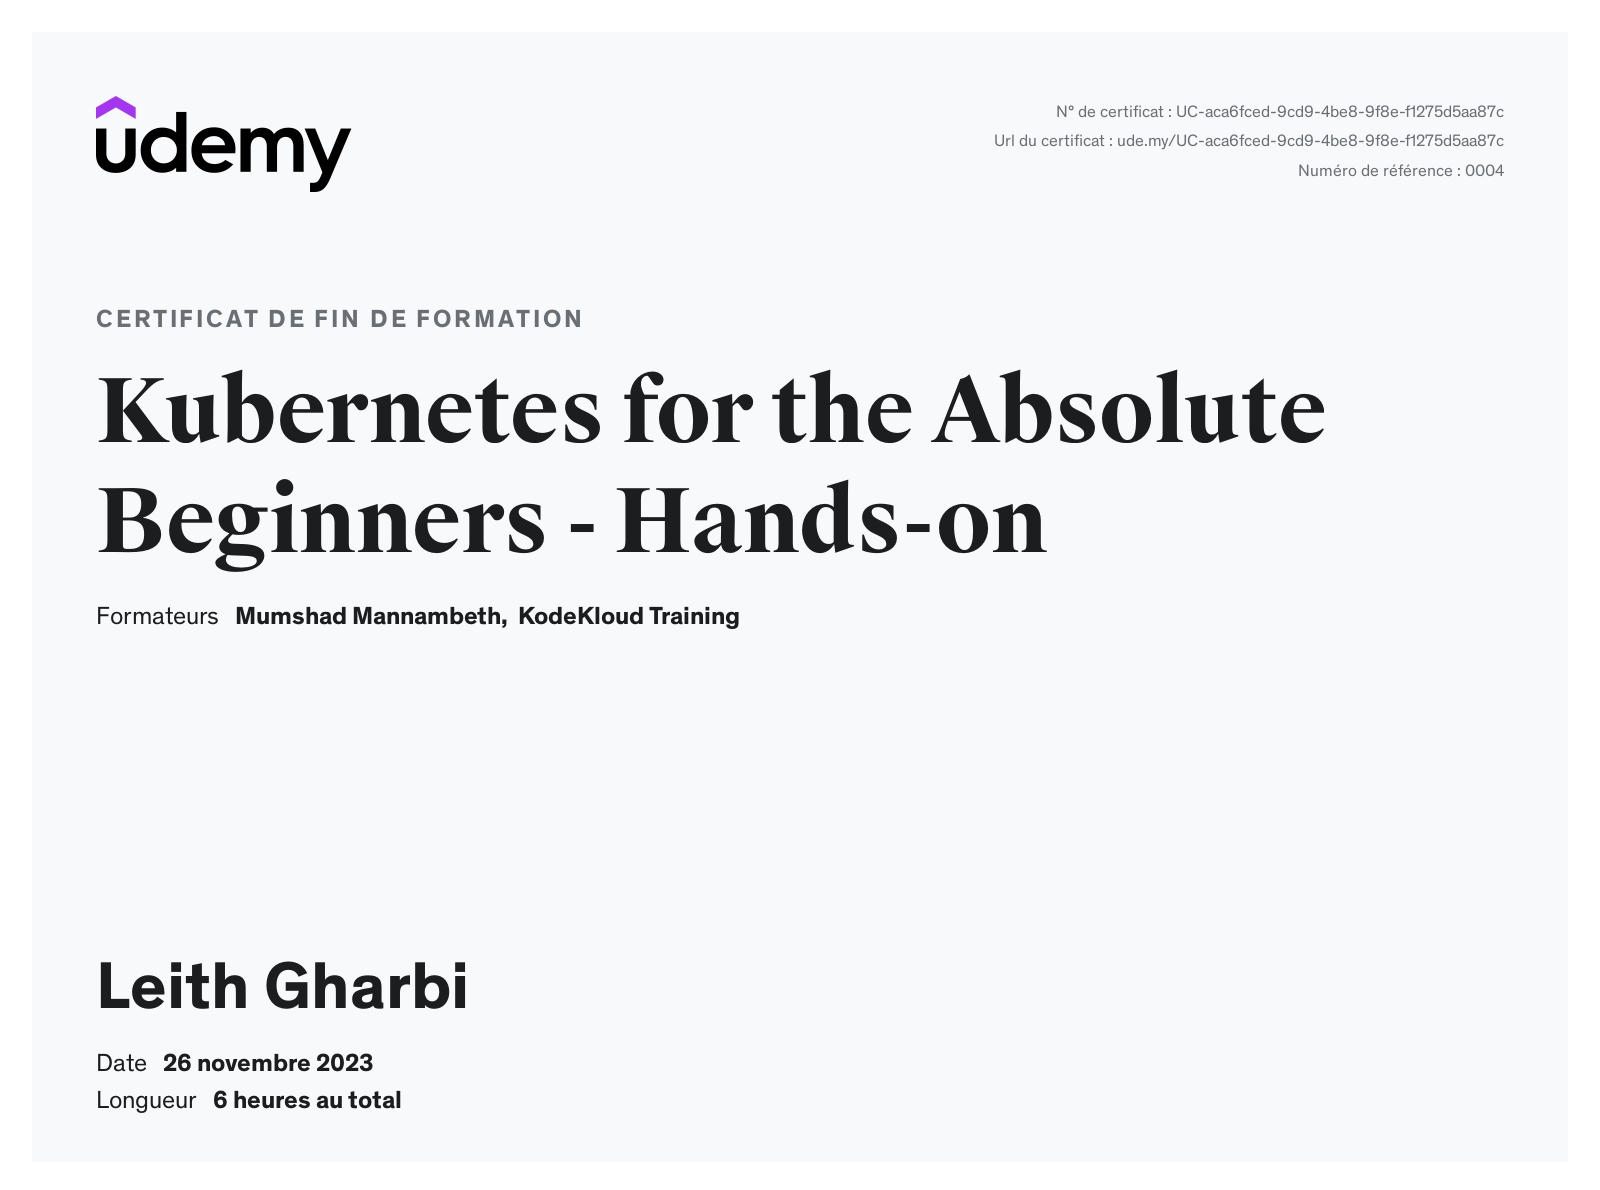 udemy
N° de certificat : UC-aca6fced-9cd9-4be8-9f8e-f1275d5aa87c
Url du certificat : ude.my/UC-aca6fced-9cd9-4be8-9f8e-f1275d5aa87c
Numéro de référence : 0004
CERTIFICAT DE FIN DE FORMATION
Kubernetes for the Absolute
Beginners - Hands-on
Formateurs Mumshad Mannambeth, KodeKloud Training
Leith Gharbi
Date 26 novembre 2023
Longueur 6 heures au total